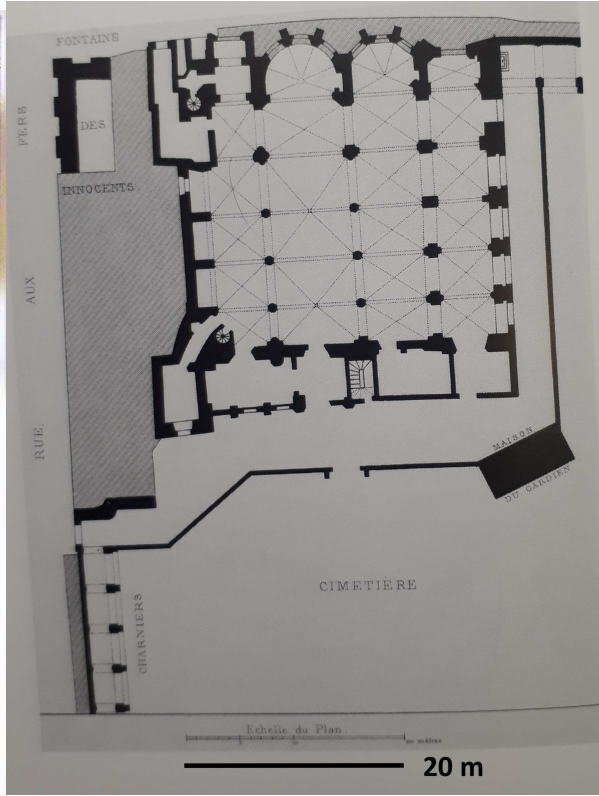 FONTAINE
DES
INNOCENTS
RUE. AUX FERS
MAISON
DU GARDIEN
CIMETIÈRE
CHARNIERS
Echelle du Plan.
20 m